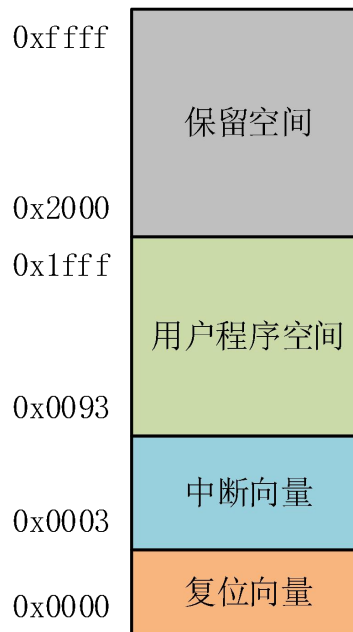 0xffff
保留空间
0x2000
0x1fff
用户程序空间
0x0093
中断向量
0x0003
复位向量
0x0000